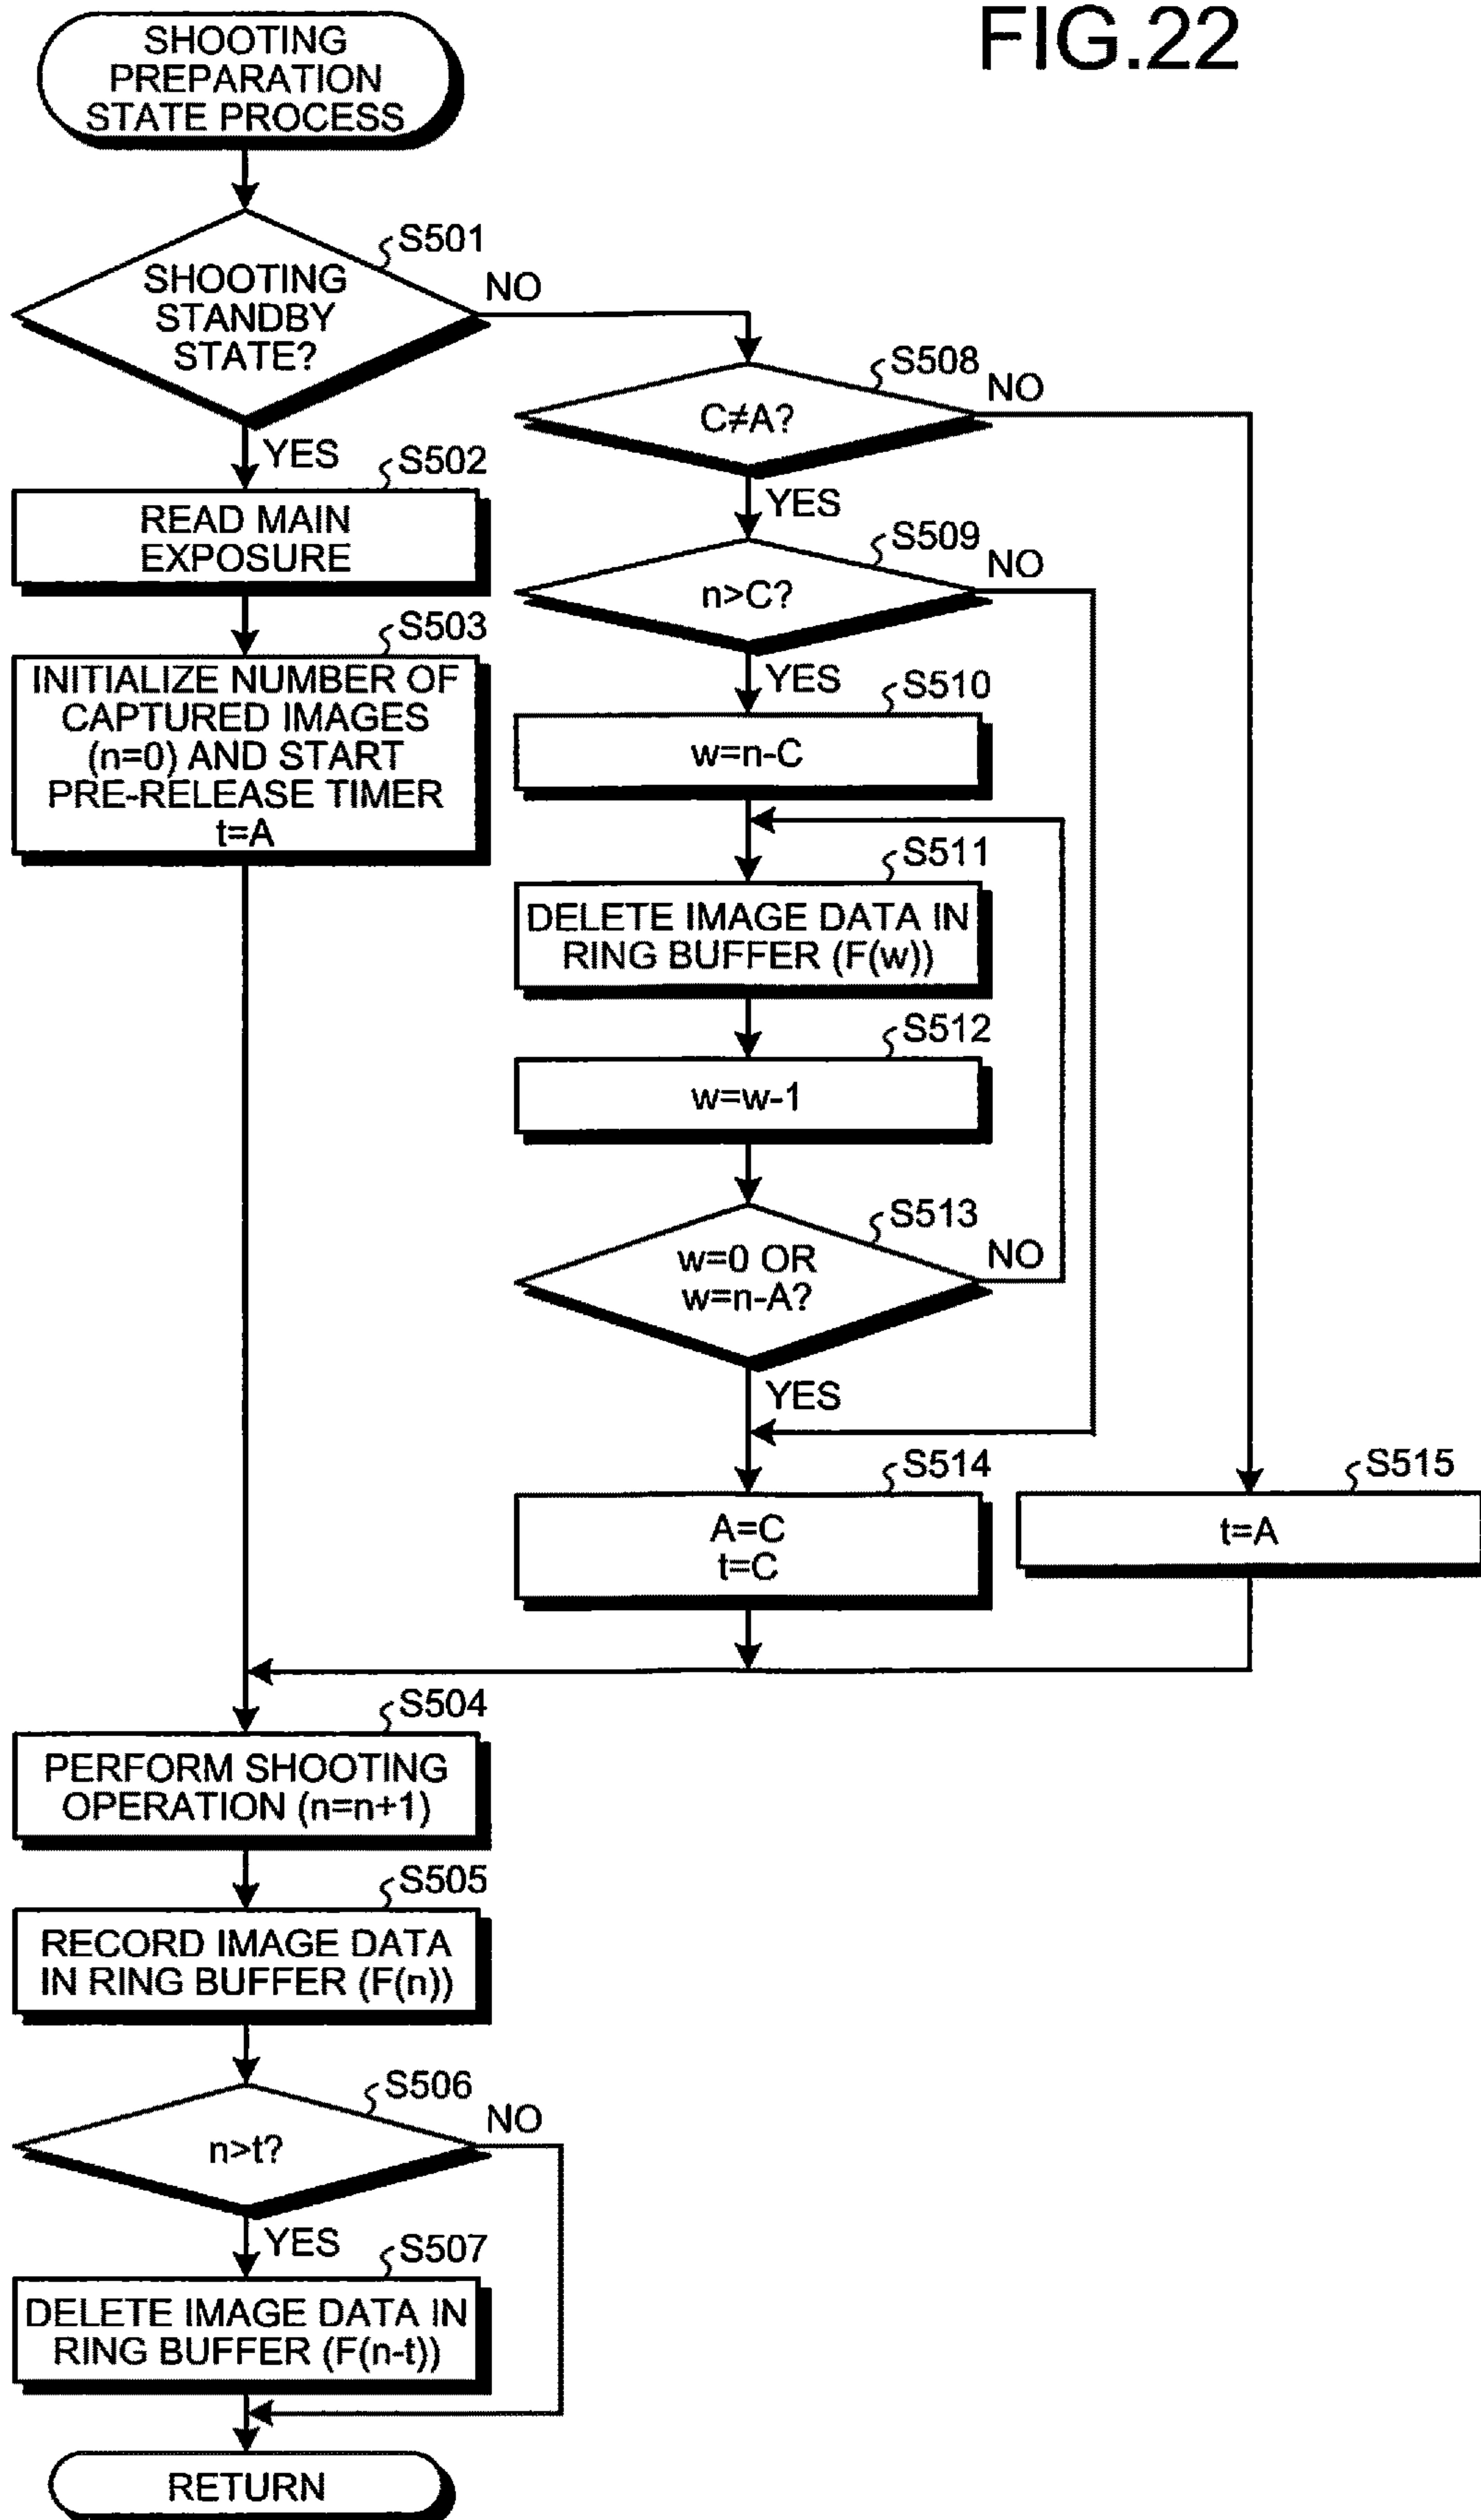 FIG.22
SHOOTING
PREPARATION
STATE PROCESS
S501
SHOOTING
STANDBY
STATE?
NO
YES
S502
READ MAIN
EXPOSURE
S503
INITIALIZE NUMBER OF
CAPTURED IMAGES
(n=0) AND START
PRE-RELEASE TIMER
t=A
S508
C≠A?
NO
YES
S509
n>C?
NO
YES
S510
w=n-C
S511
DELETE IMAGE DATA IN
RING BUFFER (F(w))
S512
w=w-1
S513
w=0 OR
w=n-A?
NO
YES
S514
A=C
t=C
S515
t=A
S504
PERFORM SHOOTING
OPERATION (n=n+1)
S505
RECORD IMAGE DATA
IN RING BUFFER (F(n))
S506
n>t?
NO
YES
S507
DELETE IMAGE DATA IN
RING BUFFER (F(n-t))
RETURN